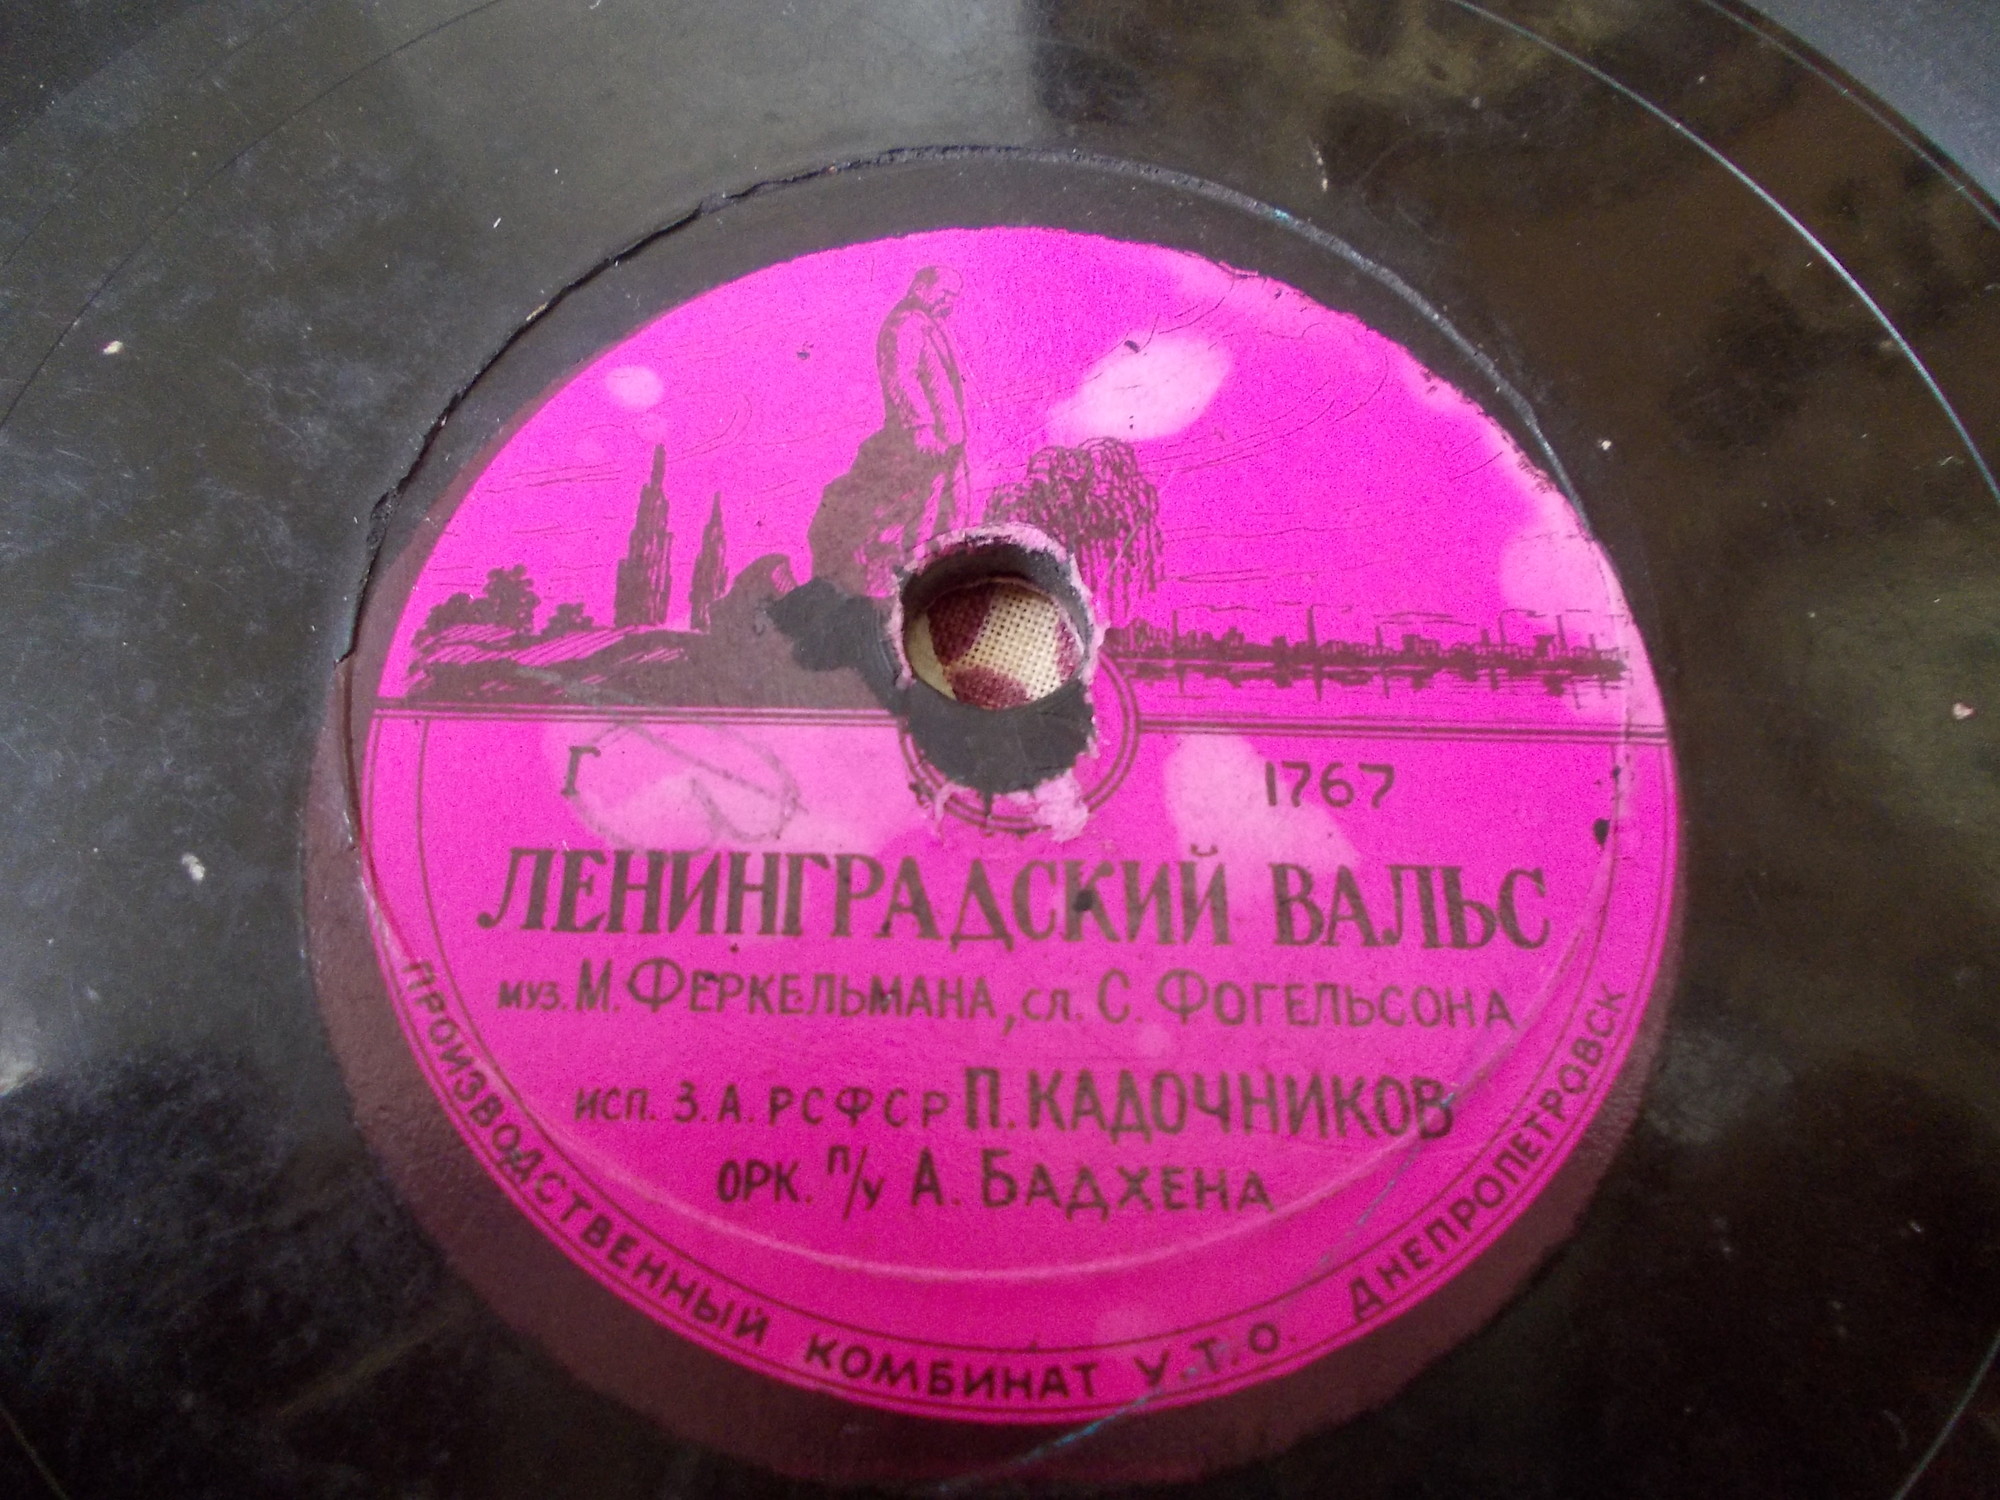 Г 1767
ЛЕНИНГРАДСКИЙ ВАЛЬС
муз. М. Феркельмана, сл. С. Фогельсона
исп. З.А. РСФСР П. КАДОЧНИКОВ
ОРК. п/у А. БАДХЕНА
ПРОИЗВОДСТВЕННЫЙ КОМБИНАТ У.Т.О. ДНЕПРОПЕТРОВСК